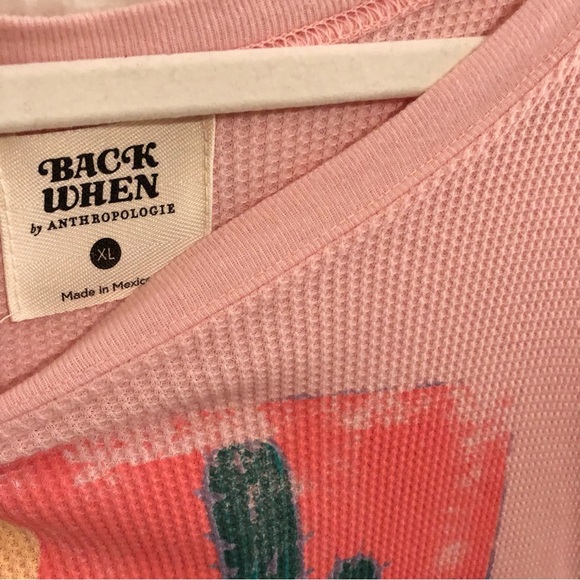 BACK
WHEN
by ANTHROPOLOGIE
XL
Made in Mexico